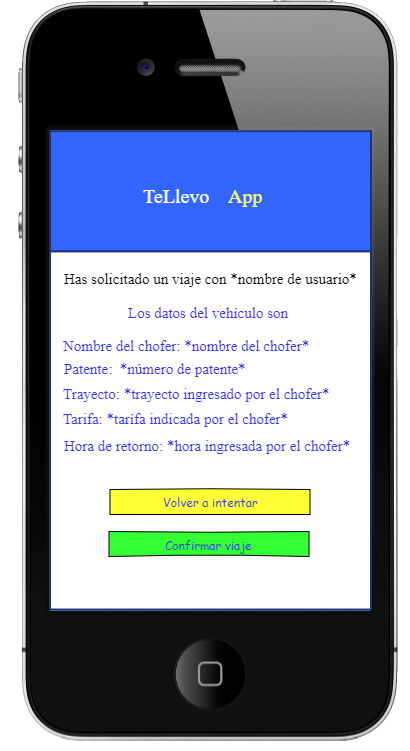 TeLlevo App
Has solicitado un viaje con *nombre de usuario*
Los datos del vehículo son
Nombre del chofer: *nombre del chofer*
Patente: *número de patente*
Trayecto: *trayecto ingresado por el chofer*
Tarifa: *tarifa indicada por el chofer*
Hora de retorno: *hora ingresada por el chofer*
Volver a intentar
Confirmar viaje